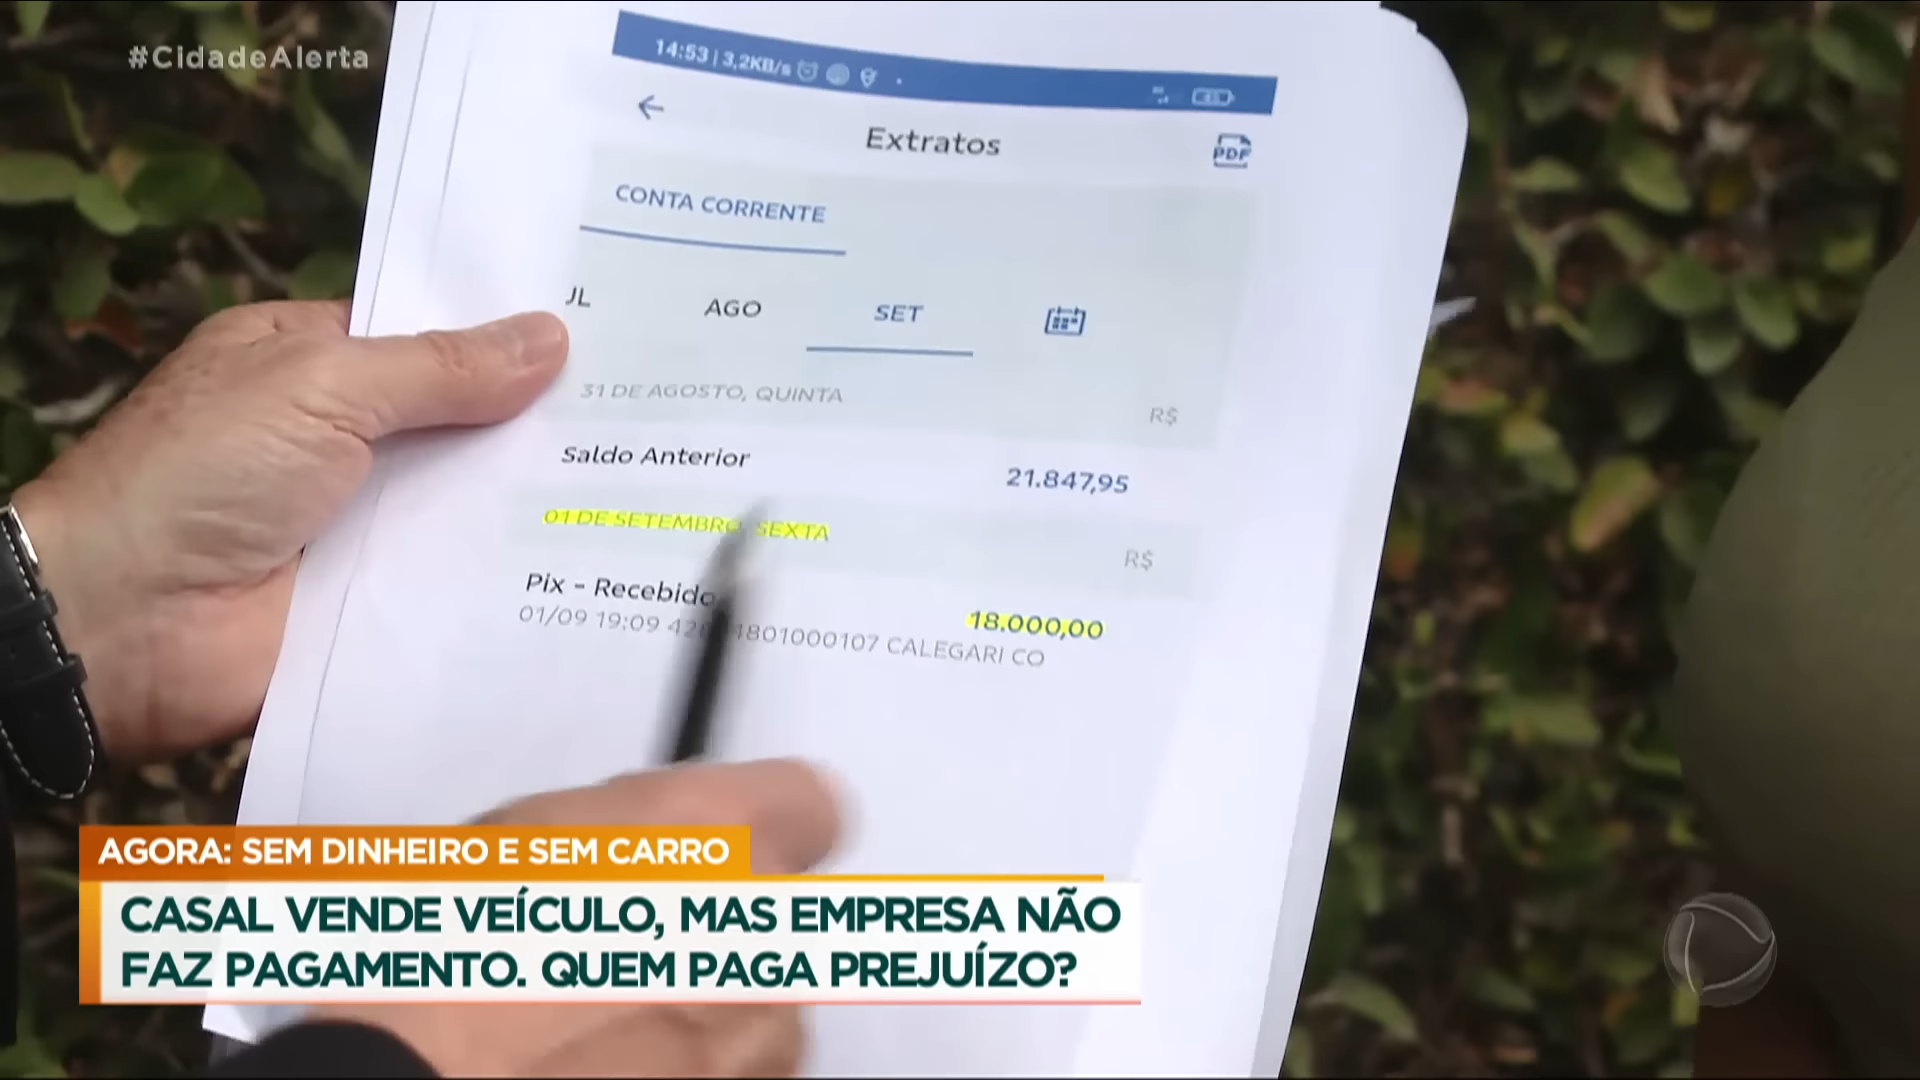 #CidadeAlerta
14:53 | 3,2KB/s
Extratos
PDF
CONTA CORRENTE
JL AGO SET
31 DE AGOSTO, QUINTA R$
Saldo Anterior 21.847,95
01 DE SETEMBRO, SEXTA R$
Pix - Recebido 18.000,00
01/09 19:09 CALEGARI CO
AGORA: SEM DINHEIRO E SEM CARRO
CASAL VENDE VEÍCULO, MAS EMPRESA NÃO
FAZ PAGAMENTO. QUEM PAGA PREJUÍZO?